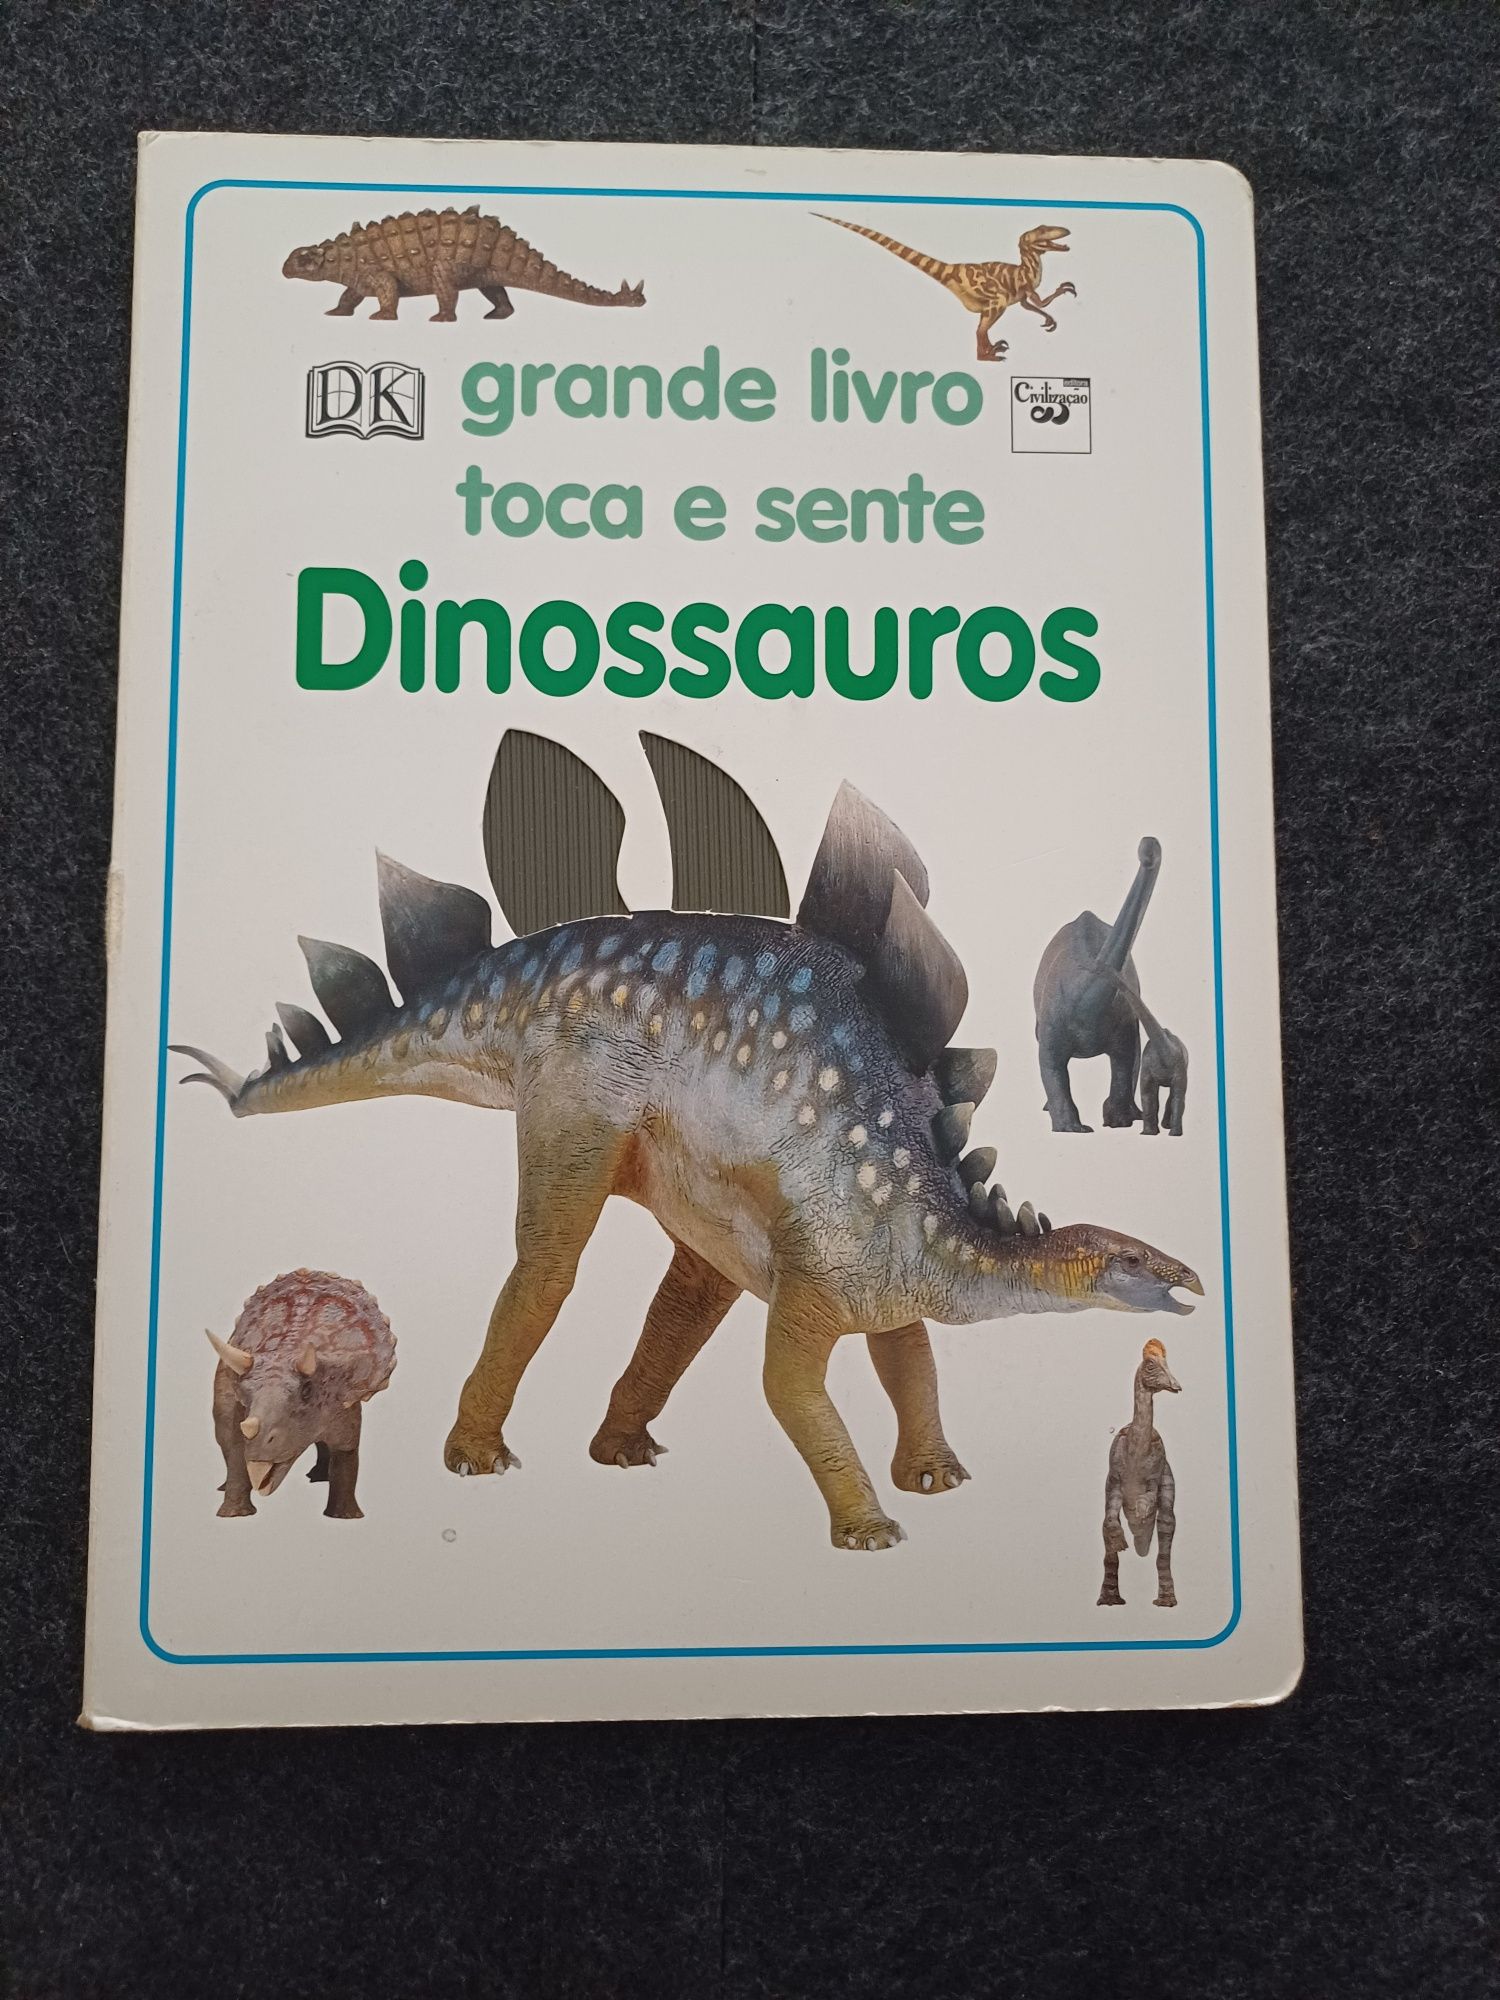 DK
grande livro
editora
Civilização
toca e sente
Dinossauros